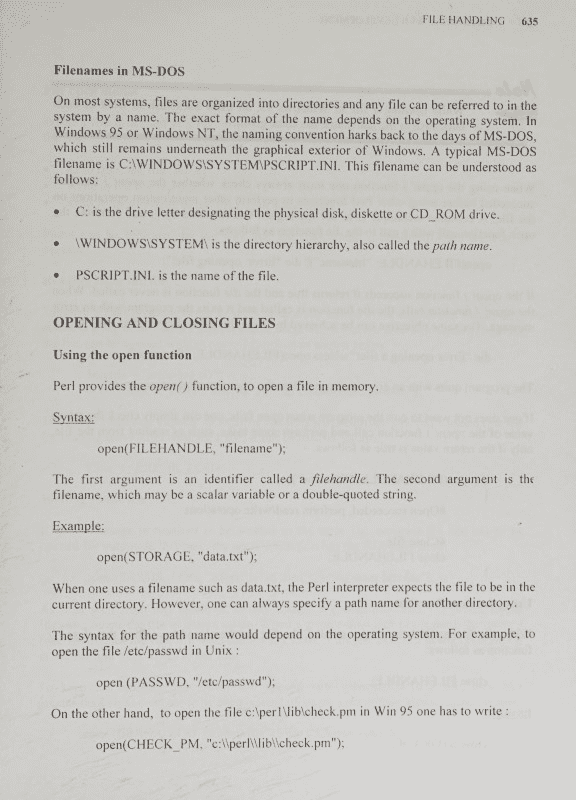 FILE HANDLING 635
Filenames in MS-DOS
On most systems, files are organized into directories and any file can be referred to in the
system by a name. The exact format of the name depends on the operating system. In
Windows 95 or Windows NT, the naming convention harks back to the days of MS-DOS,
which still remains underneath the graphical exterior of Windows. A typical MS-DOS
filename is C:\WINDOWS\SYSTEM\PSCRIPT.INI. This filename can be understood as
follows:
• C: is the drive letter designating the physical disk, diskette or CD_ROM drive.
• \WINDOWS\SYSTEM\ is the directory hierarchy, also called the path name.
• PSCRIPT.INI. is the name of the file.
OPENING AND CLOSING FILES
Using the open function
Perl provides the open( ) function, to open a file in memory.
Syntax:
open(FILEHANDLE, "filename");
The first argument is an identifier called a filehandle. The second argument is the
filename, which may be a scalar variable or a double-quoted string.
Example:
open(STORAGE, "data.txt");
When one uses a filename such as data.txt, the Perl interpreter expects the file to be in the
current directory. However, one can always specify a path name for another directory.
The syntax for the path name would depend on the operating system. For example, to
open the file /etc/passwd in Unix :
open (PASSWD, "/etc/passwd");
On the other hand, to open the file c:\perl\lib\check.pm in Win 95 one has to write :
open(CHECK_PM, "c:\\perl\\lib\\check.pm");